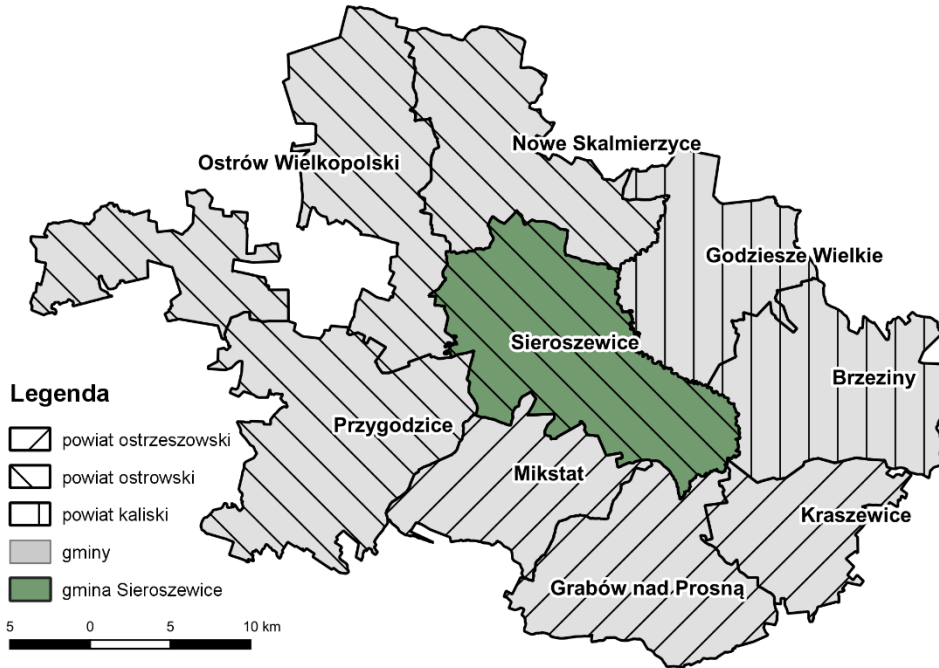 Nowe Skalmierzyce
Ostrów Wielkopolski
Godziesze Wielkie
Sieroszewice
Brzeziny
Przygodzice
Mikstat
Kraszewice
Grabów nad Prosną
Legenda
powiat ostrzeszowski
powiat ostrowski
powiat kaliski
gminy
gmina Sieroszewice
5 0 5 10 km